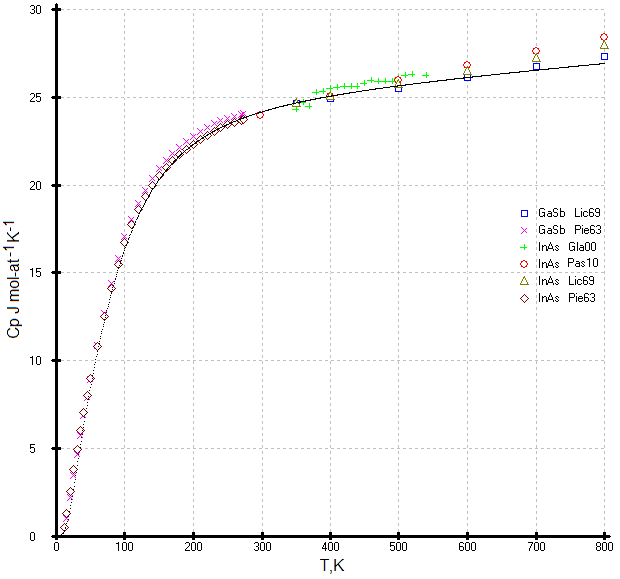 30
25
20
15
10
5
0
Cp J mol-at⁻¹K⁻¹
GaSb Lic69
GaSb Pie63
InAs Gla00
InAs Pas10
InAs Lic69
InAs Pie63
0 100 200 300 400 500 600 700 800
T,K